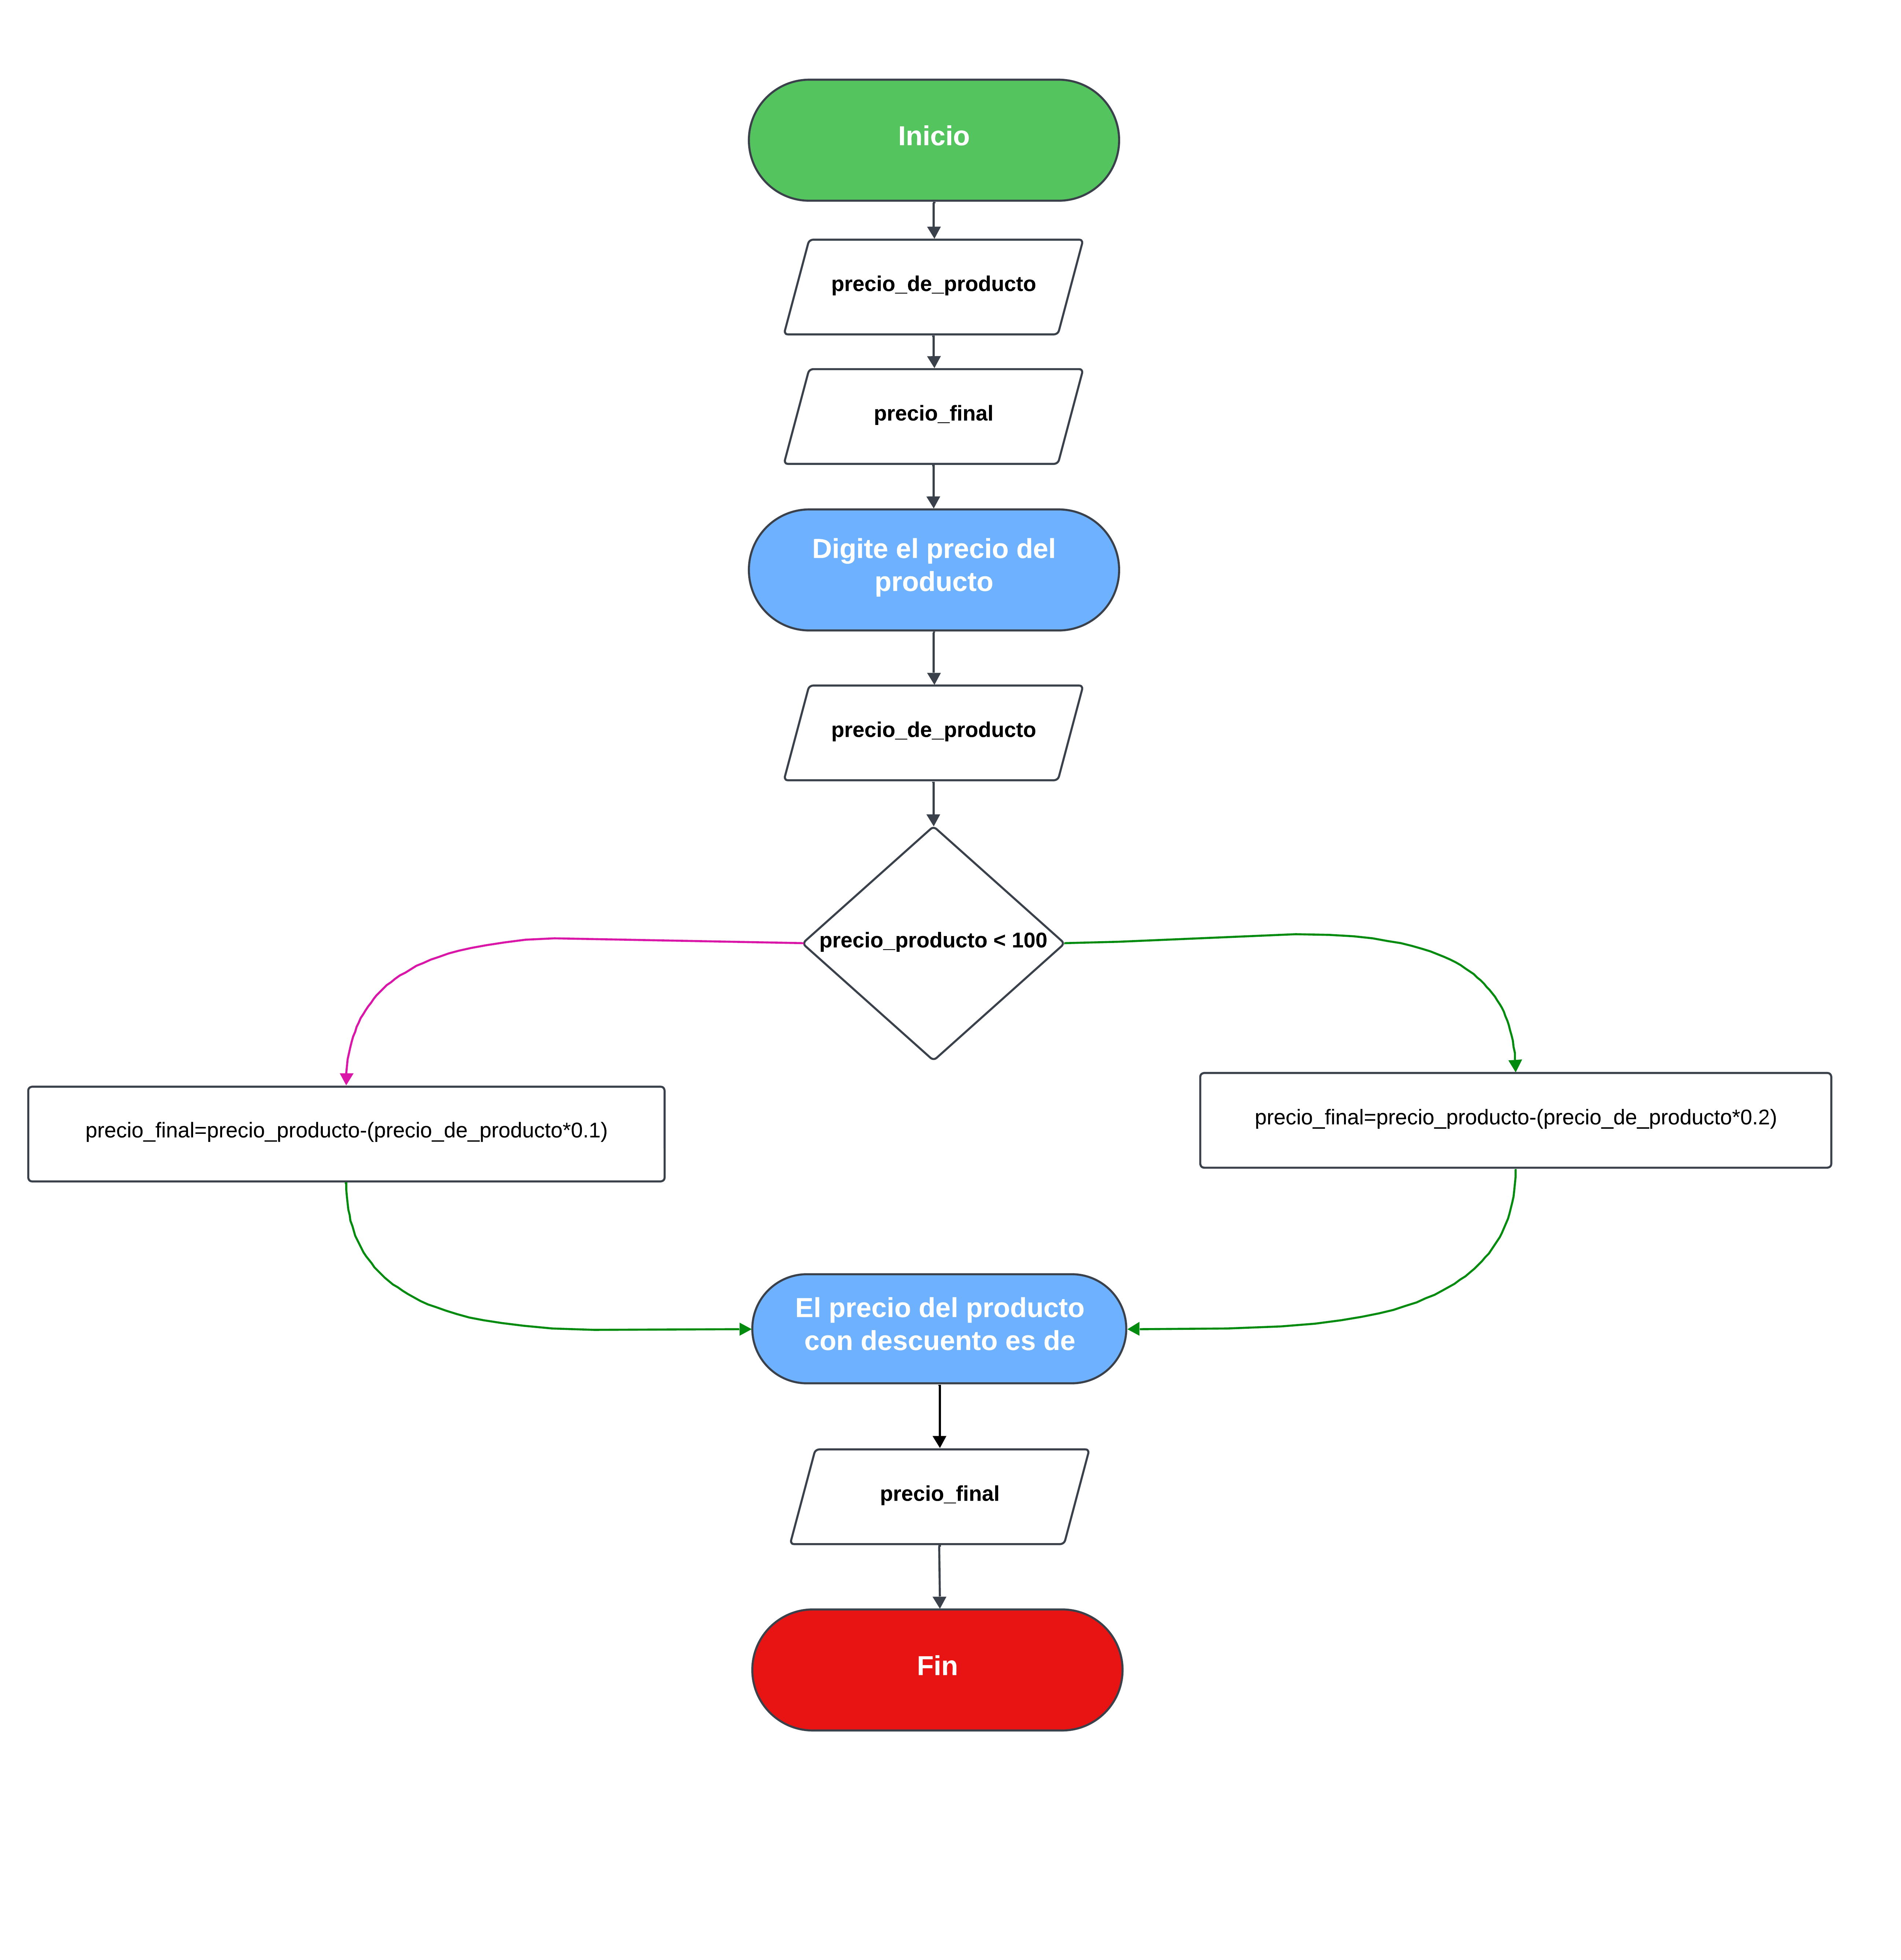 Inicio
precio_de_producto
precio_final
Digite el precio del
producto
precio_de_producto
precio_producto < 100
precio_final=precio_producto-(precio_de_producto*0.1)
precio_final=precio_producto-(precio_de_producto*0.2)
El precio del producto
con descuento es de
precio_final
Fin